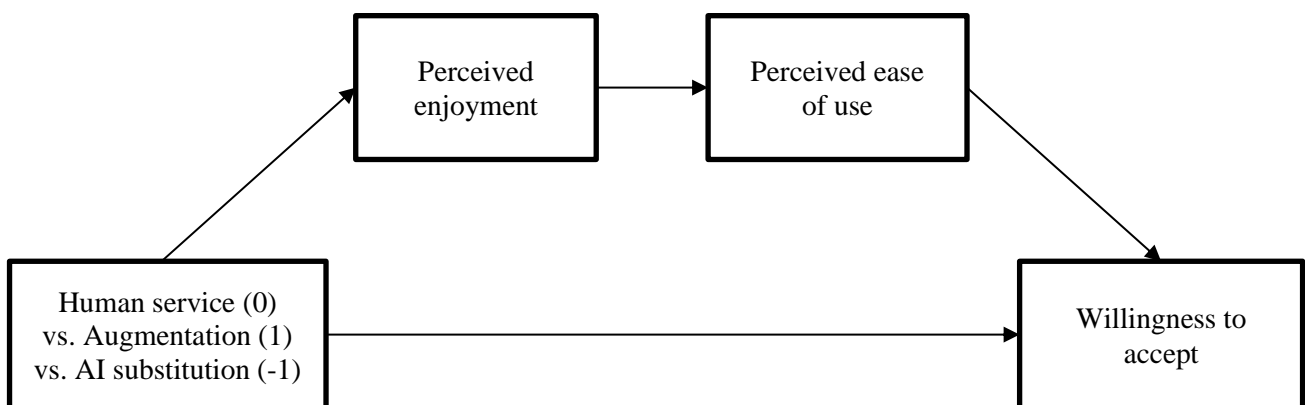 Perceived
enjoyment
Perceived ease
of use
Human service (0)
vs. Augmentation (1)
vs. AI substitution (-1)
Willingness to
accept